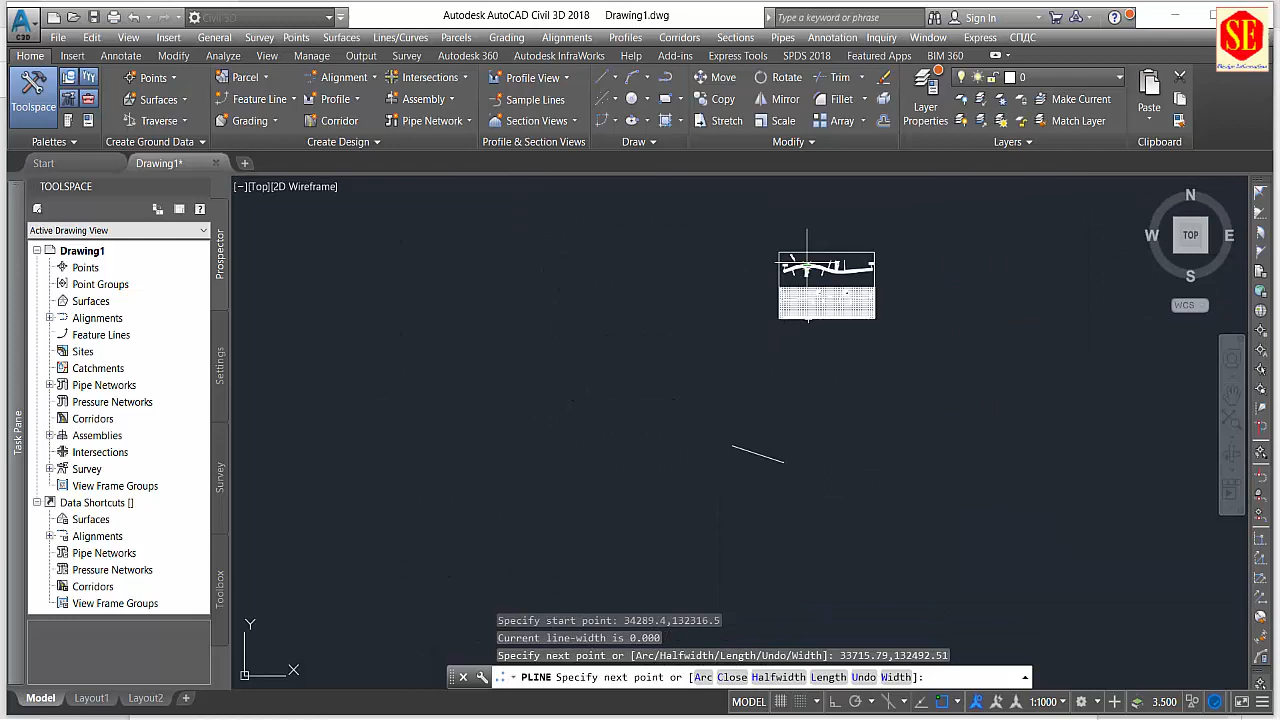 Civil 3D
Autodesk AutoCAD Civil 3D 2018 Drawing1.dwg
Type a keyword or phrase
Sign In
SE
C3D
File Edit View Insert General Survey Points Surfaces Lines/Curves Parcels Grading Alignments Profiles Corridors Sections Pipes Annotation Inquiry Window Express СПДС
Home Insert Annotate Modify Analyze View Manage Output Survey Autodesk 360 InfraWorks Help Add-ins Express Tools SPDS 2018 Featured Apps BIM 360
Points Parcel Alignment Intersections Profile View Move Rotate Trim 0
Toolspace Surfaces Feature Line Profile Assembly Sample Lines Copy Mirror Fillet Layer Properties Make Current Paste
Traverse Grading Corridor Pipe Network Section Views Stretch Scale Array Match Layer
Palettes Create Ground Data Create Design Profile & Section Views Draw Modify Layers Clipboard
Start Drawing1* +
TOOLSPACE
[−][Top][2D Wireframe]
N
W TOP E
S
WCS
Active Drawing View
Drawing1
Points
Point Groups
Surfaces
Alignments
Feature Lines
Sites
Catchments
Pipe Networks
Pressure Networks
Corridors
Assemblies
Intersections
Survey
View Frame Groups
Data Shortcuts []
Surfaces
Alignments
Pipe Networks
Pressure Networks
Corridors
View Frame Groups
Prospector
Settings
Survey
Toolbox
Task Pane
Y
X
Specify start point: 34289.4,132316.5
Current line-width is 0.000
Specify next point or [Arc/Halfwidth/Length/Undo/Width]: 33715.79,132492.51
PLINE Specify next point or [Arc Close Halfwidth Length Undo Width]:
Model Layout1 Layout2 +
MODEL 1:1000 3.500